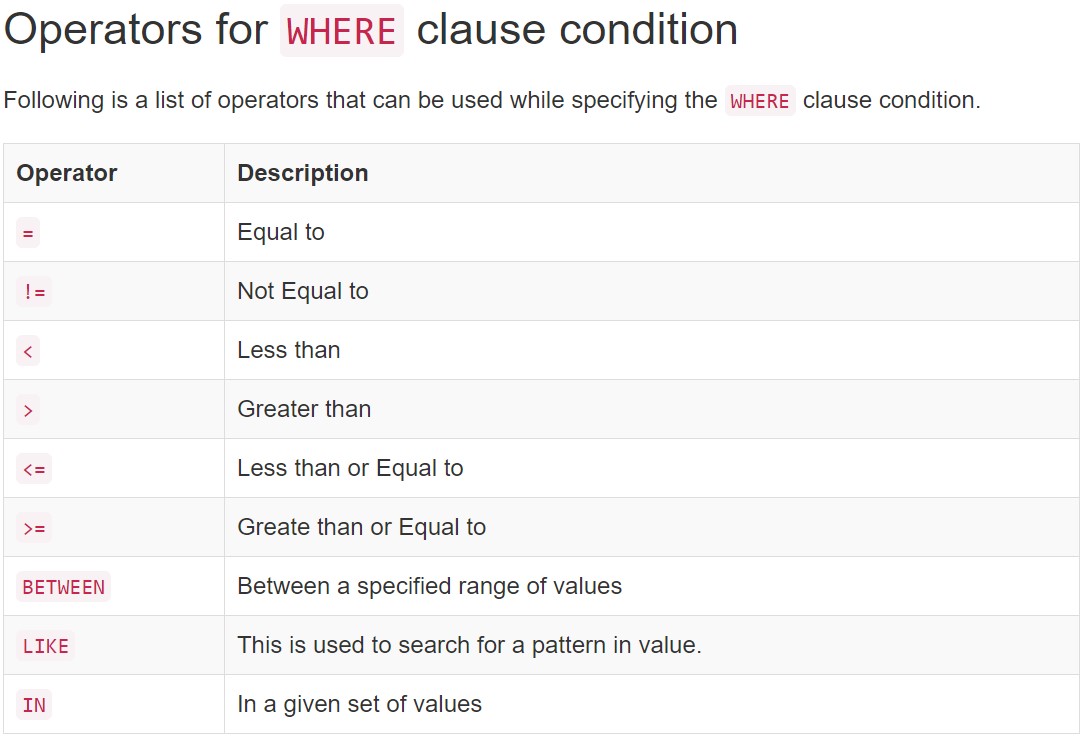 Operators for WHERE clause condition
Following is a list of operators that can be used while specifying the WHERE clause condition.
Operator Description
= Equal to
!= Not Equal to
< Less than
> Greater than
<= Less than or Equal to
>= Greate than or Equal to
BETWEEN Between a specified range of values
LIKE This is used to search for a pattern in value.
IN In a given set of values